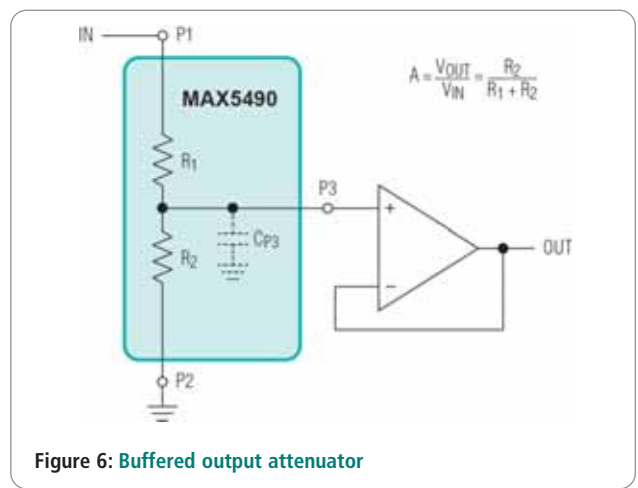 IN
P1
MAX5490
A = VOUT/VIN = R2/(R1 + R2)
R1
P3
+
CP3
R2
−
OUT
P2
Figure 6: Buffered output attenuator